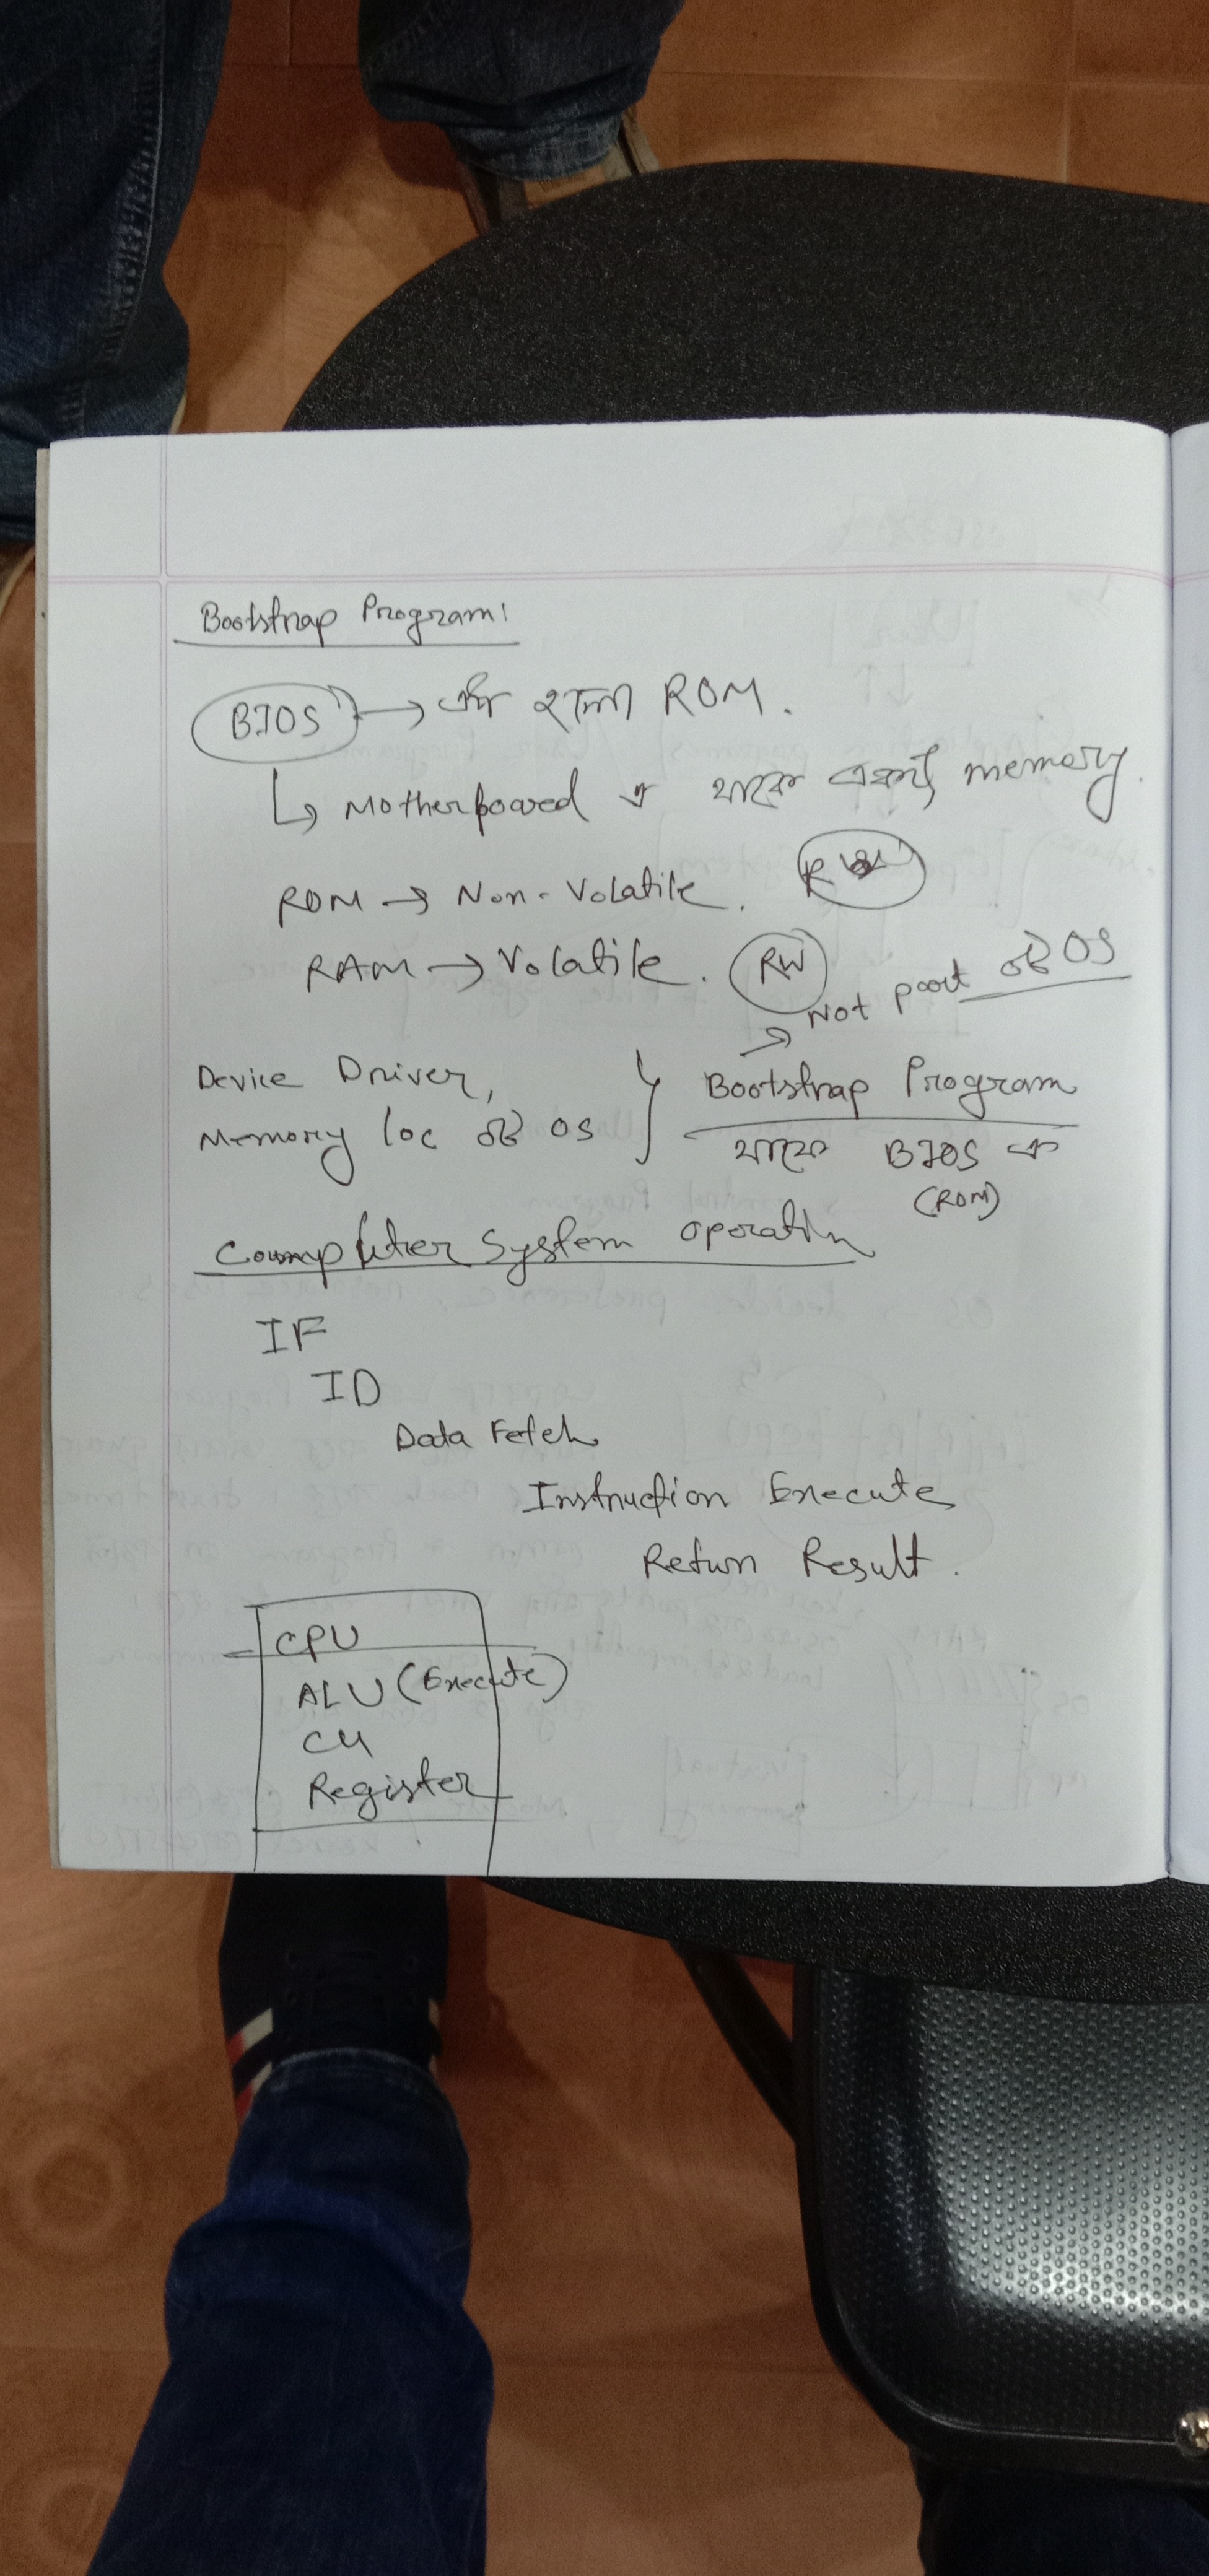 Bootstrap Program:
BIOS → এটা হলো ROM.
↳ Motherboard এ থাকে একটা memory.
ROM → Non-Volatile. R
RAM → Volatile. RW
→ Not part of OS
Device Driver,
Memory loc of OS
Bootstrap Program
থাকে BIOS এ
(ROM)
Computer System Operatin
IF
ID
Data Fetch
Instruction Execute
Return Result.
CPU
ALU (Execute)
CU
Register